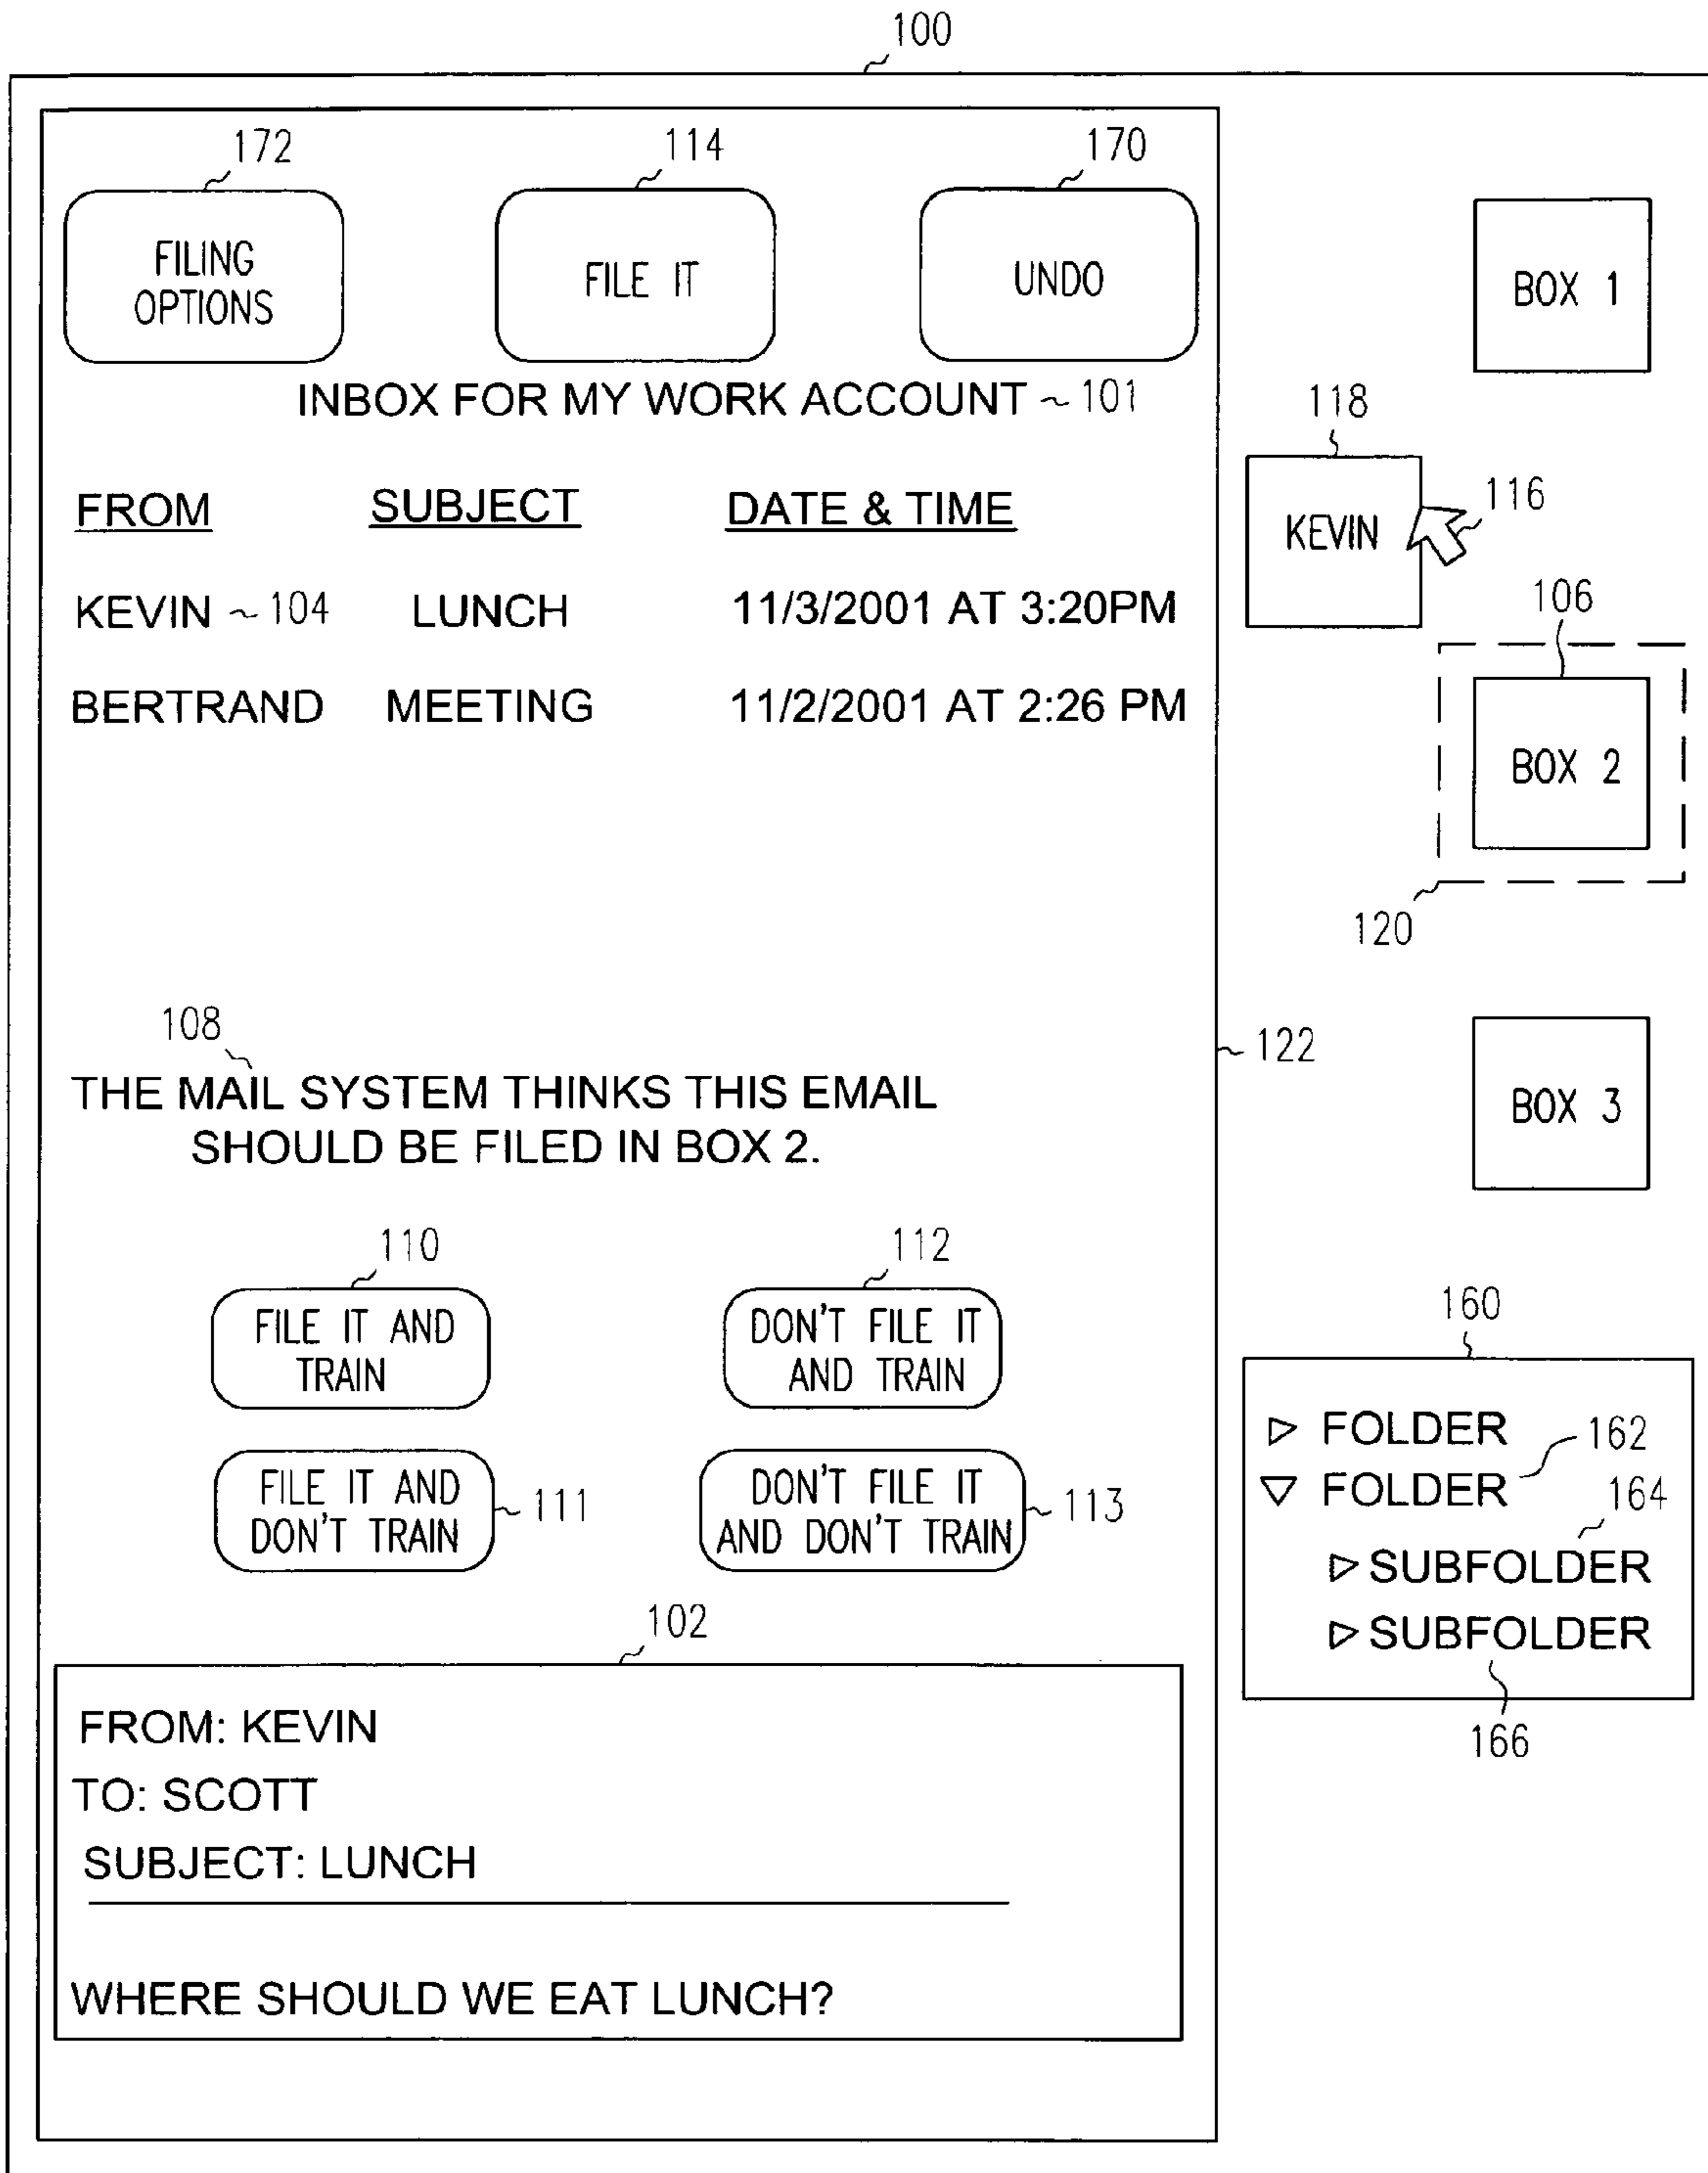 100
172
114
170
FILING
OPTIONS
FILE IT
UNDO
BOX 1
INBOX FOR MY WORK ACCOUNT ~ 101
118
KEVIN
116
FROM SUBJECT DATE & TIME
KEVIN ~ 104 LUNCH 11/3/2001 AT 3:20PM
BERTRAND MEETING 11/2/2001 AT 2:26 PM
106
BOX 2
120
108
THE MAIL SYSTEM THINKS THIS EMAIL
SHOULD BE FILED IN BOX 2.
122
BOX 3
110
FILE IT AND
TRAIN
112
DON'T FILE IT
AND TRAIN
FILE IT AND
DON'T TRAIN
111
DON'T FILE IT
AND DON'T TRAIN
113
160
FOLDER
162
FOLDER
164
SUBFOLDER
SUBFOLDER
166
102
FROM: KEVIN
TO: SCOTT
SUBJECT: LUNCH
WHERE SHOULD WE EAT LUNCH?